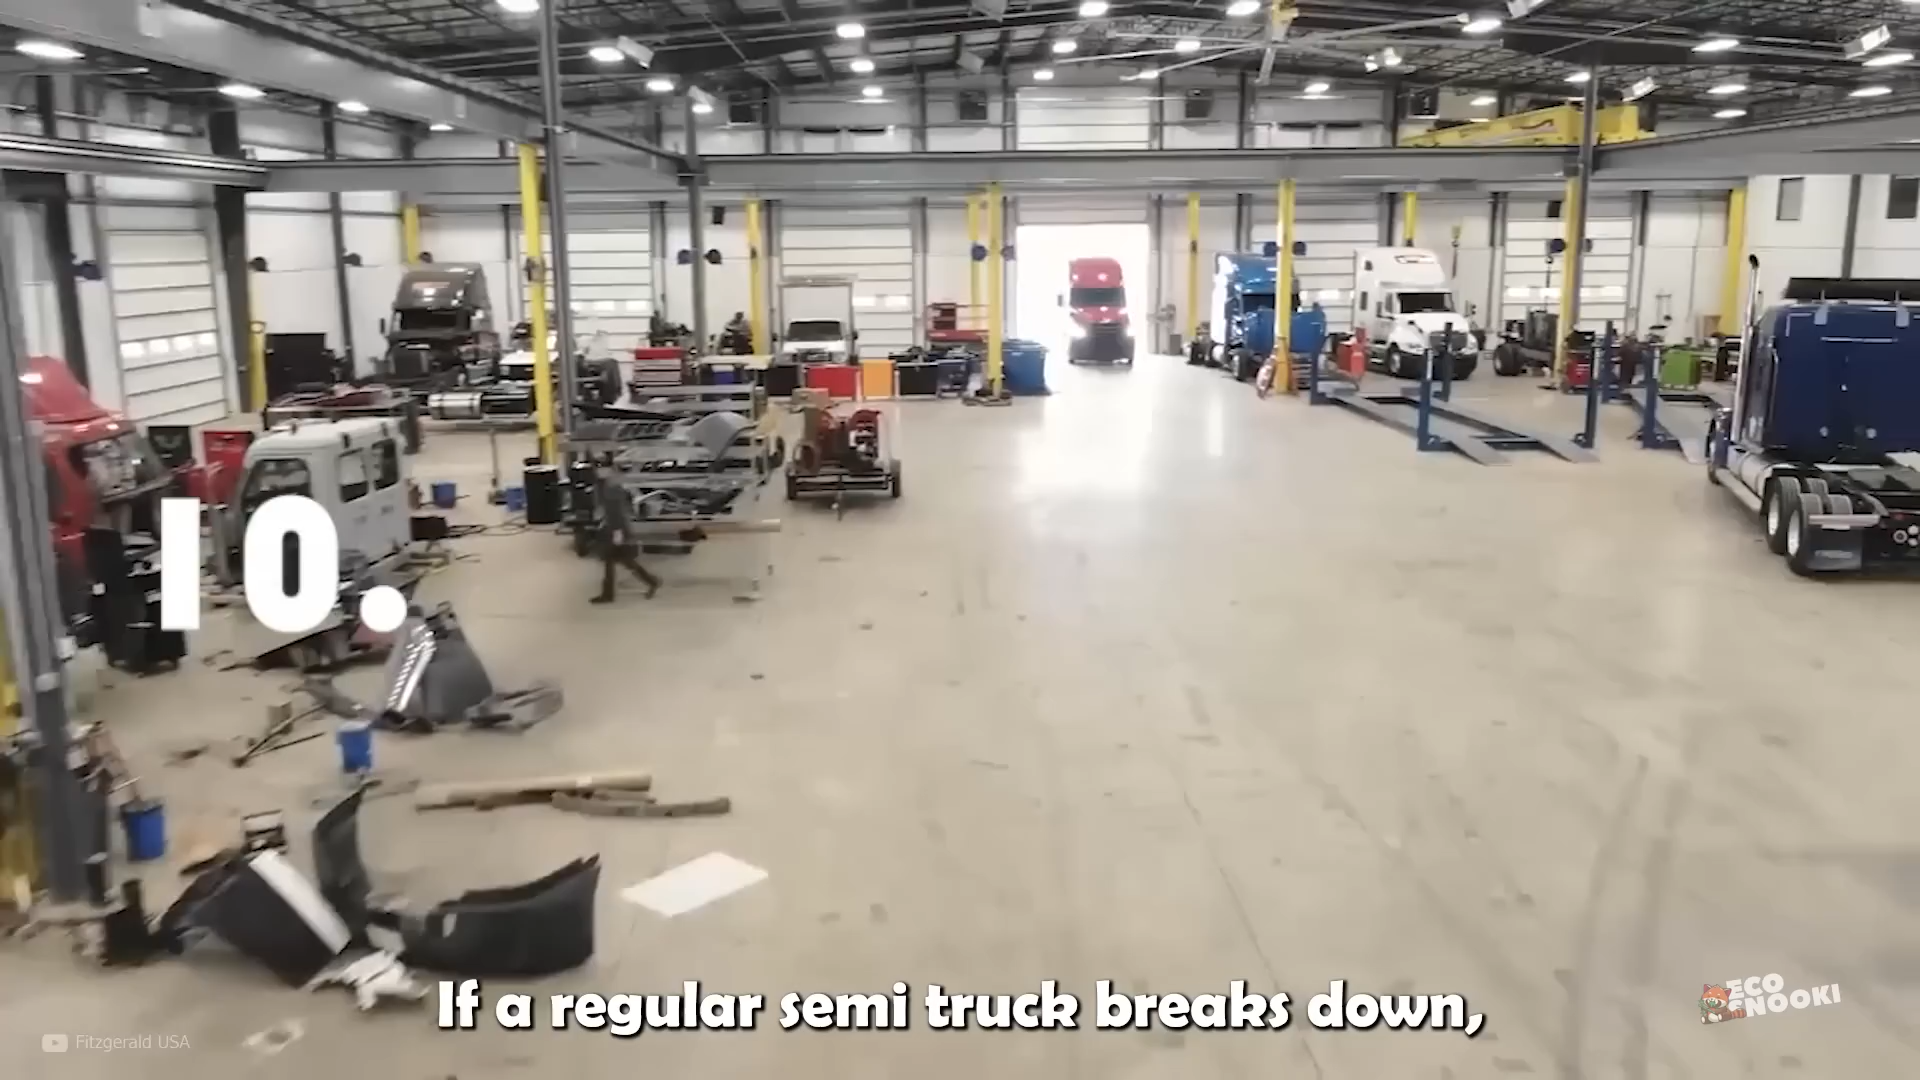 10.
If a regular semi truck breaks down,
Fitzgerald USA
ECO
SNOOKI